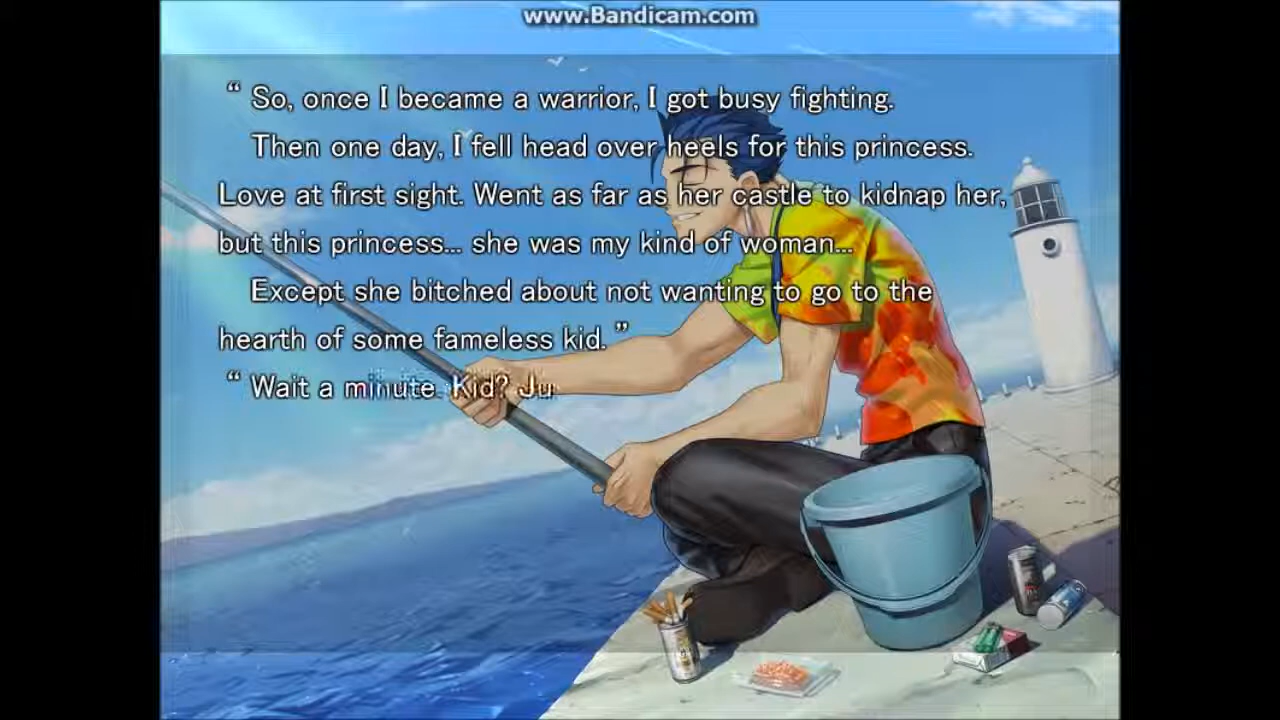 www.Bandicam.com
“ So, once I became a warrior, I got busy fighting.
Then one day, I fell head over heels for this princess.
Love at first sight. Went as far as her castle to kidnap her,
but this princess... she was my kind of woman...
Except she bitched about not wanting to go to the
hearth of some fameless kid. ”
“ Wait a minute. Kid? Ju